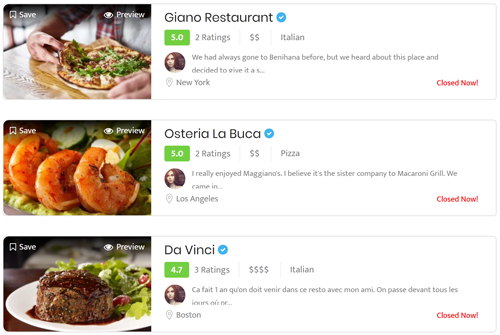 Save Preview
Giano Restaurant
5.0 2 Ratings $$ Italian
We had always gone to Benihana before, but we heard about this place and
decided to give it a s...
New York Closed Now!
Save Preview
Osteria La Buca
5.0 2 Ratings $$ Pizza
I really enjoyed Maggiano's. I believe it's the sister company to Macaroni Grill. We
came in...
Los Angeles Closed Now!
Save Preview
Da Vinci
4.7 3 Ratings $$$$ Italian
Ca fait 1 an qu'on doit venir dans ce resto avec mon ami. On passe devant tous les
jours où pr...
Boston Closed Now!